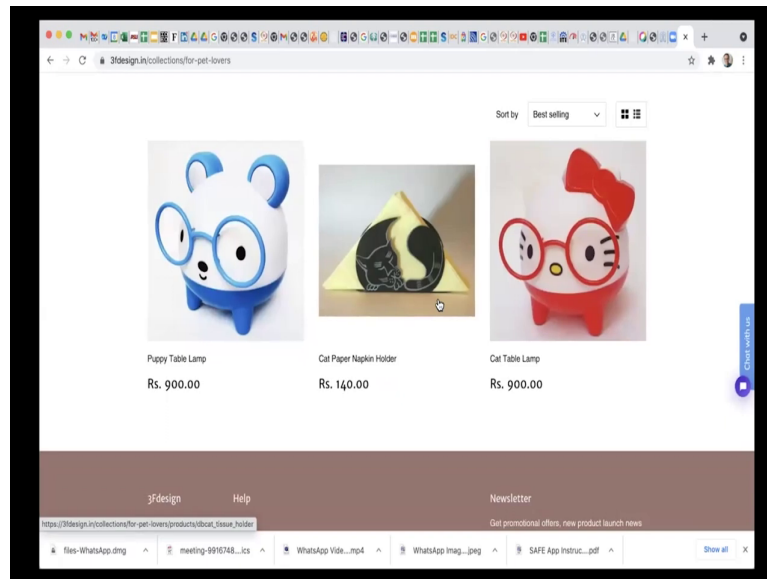 3fdesign.in/collections/for-pet-lovers
Sort by Best selling
Puppy Table Lamp
Rs. 900.00
Cat Paper Napkin Holder
Rs. 140.00
Cat Table Lamp
Rs. 900.00
Chat with us
3Fdesign
Help
Newsletter
Get promotional offers, new product launch news
https://3fdesign.in/collections/for-pet-lovers/products/dbcat_tissue_holder
files-WhatsApp.dmg
meeting-9916748....ics
WhatsApp Vide....mp4
WhatsApp Imag....jpeg
SAFE App Instruc....pdf
Show all